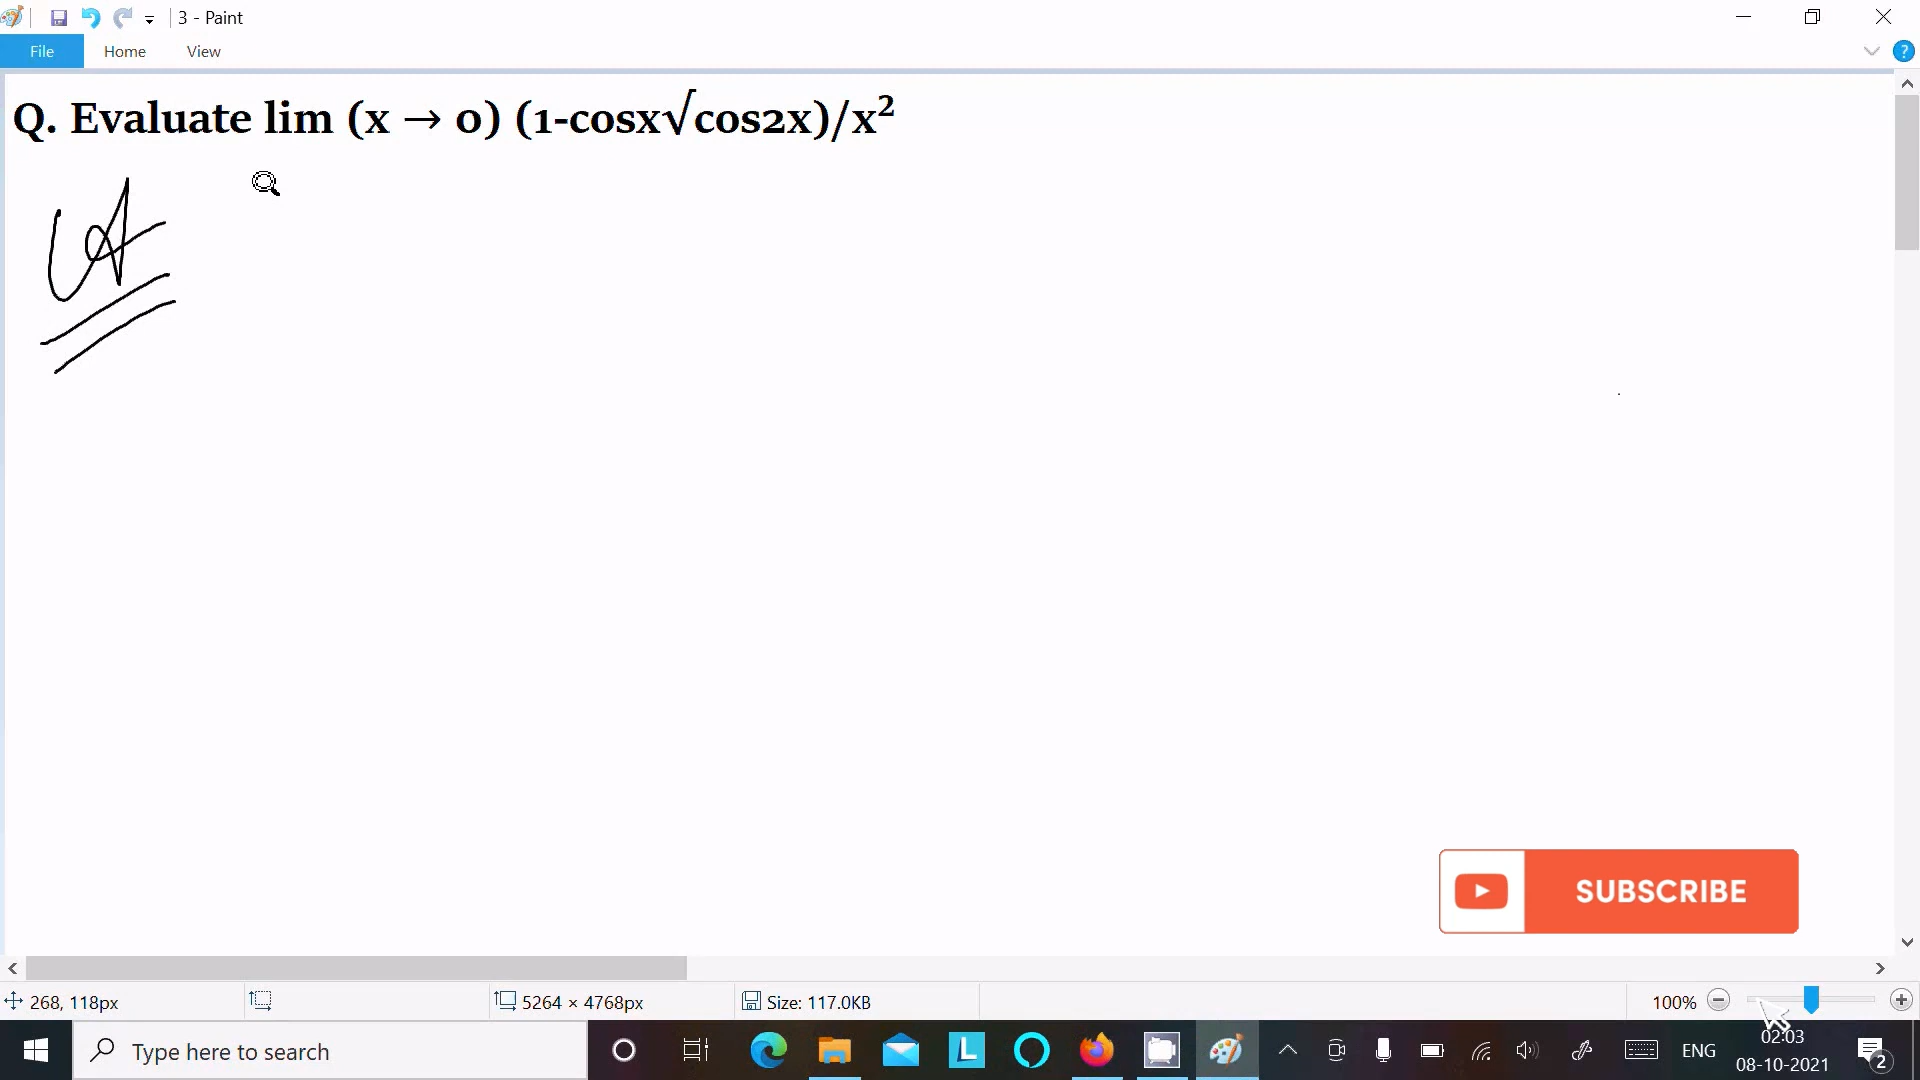 3 - Paint
File Home View
Q. Evaluate lim (x → 0) (1-cosx√cos2x)/x²
SUBSCRIBE
268, 118px 5264 × 4768px Size: 117.0KB 100%
Type here to search ENG 02:03
08-10-2021 2